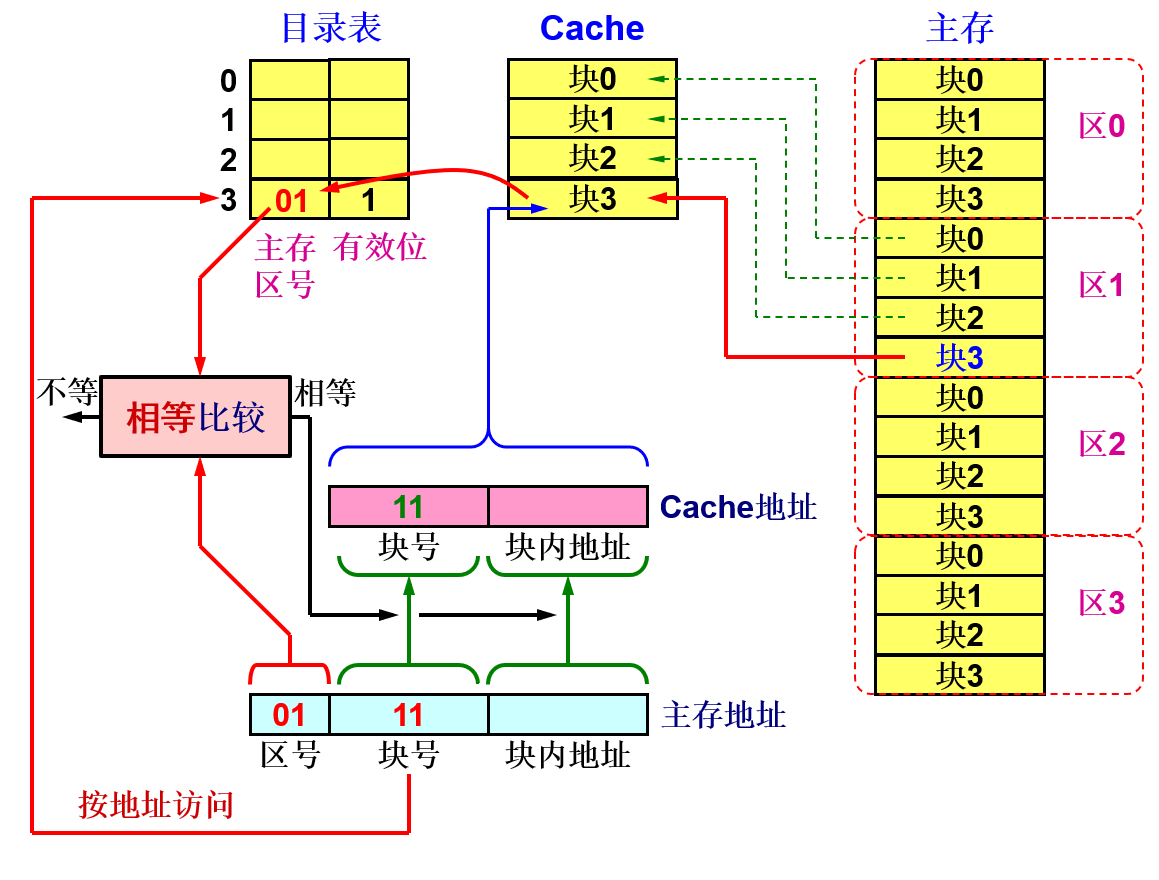 目录表
Cache
主存
0
1
2
3
01
1
主存
区号
有效位
块0
块1
块2
块3
块0
块1
块2
块3
区0
块0
块1
块2
块3
区1
块0
块1
块2
块3
区2
块0
块1
块2
块3
区3
不等
相等比较
相等
11
Cache地址
块号
块内地址
01
11
主存地址
区号
块号
块内地址
按地址访问